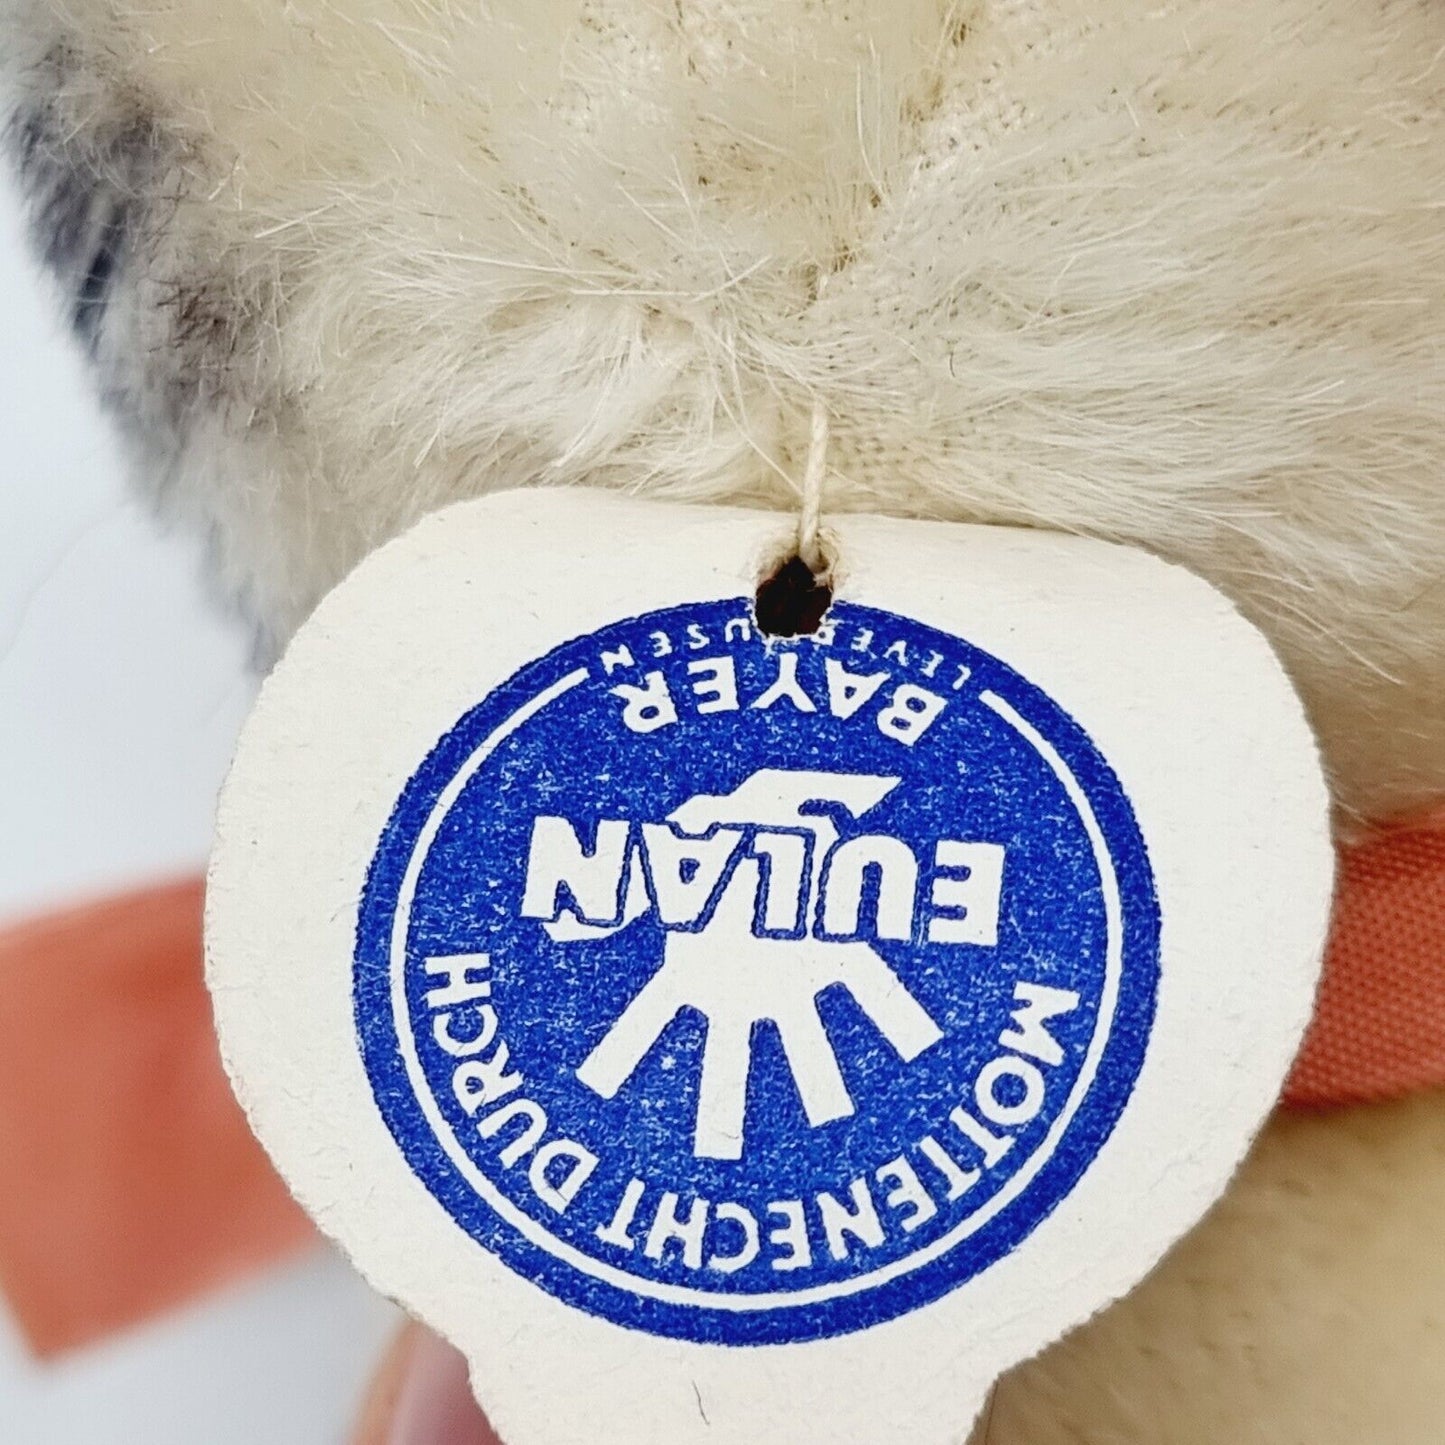 MOTTENECHT DURCH
EULAN
BAYER
LEVERKUSEN